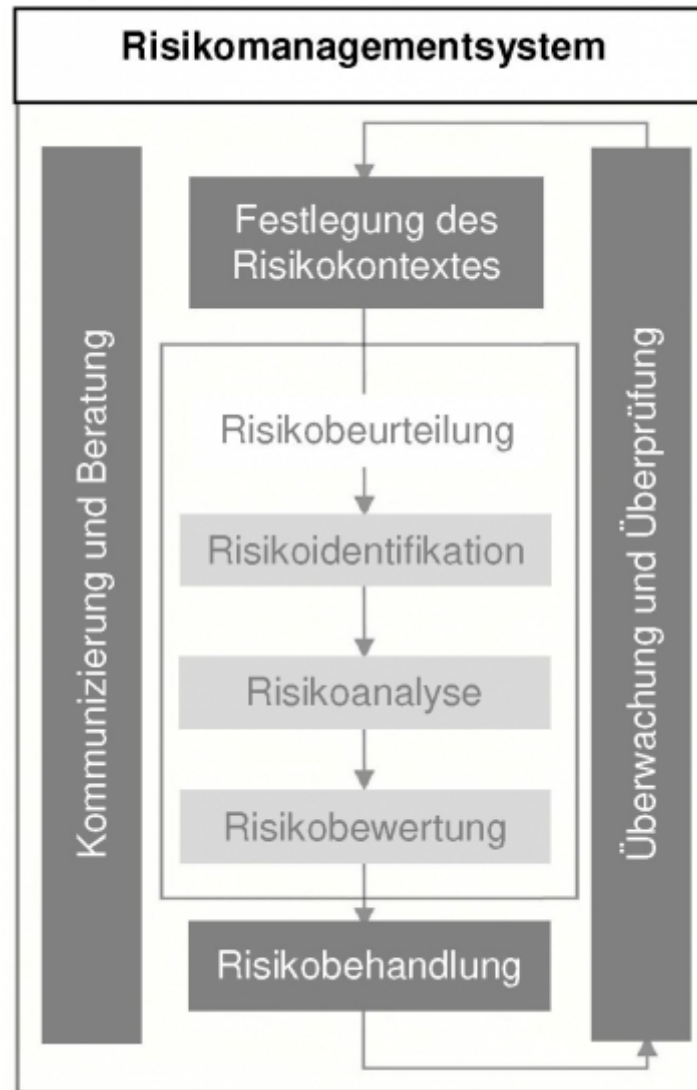 Risikomanagementsystem
Kommunizierung und Beratung
Festlegung des
Risikokontextes
Risikobeurteilung
Risikoidentifikation
Risikoanalyse
Risikobewertung
Risikobehandlung
Überwachung und Überprüfung